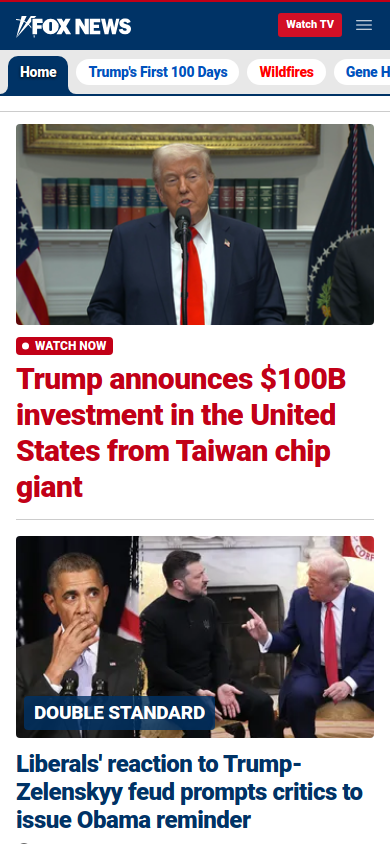 FOX NEWS
Watch TV
Home
Trump's First 100 Days
Wildfires
Gene H
WATCH NOW
Trump announces $100B
investment in the United
States from Taiwan chip
giant
DOUBLE STANDARD
Liberals' reaction to Trump-
Zelenskyy feud prompts critics to
issue Obama reminder